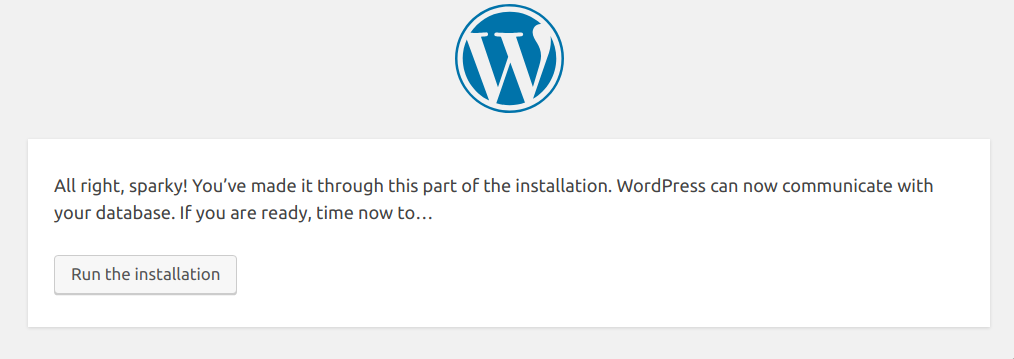 All right, sparky! You’ve made it through this part of the installation. WordPress can now communicate with
your database. If you are ready, time now to…
Run the installation